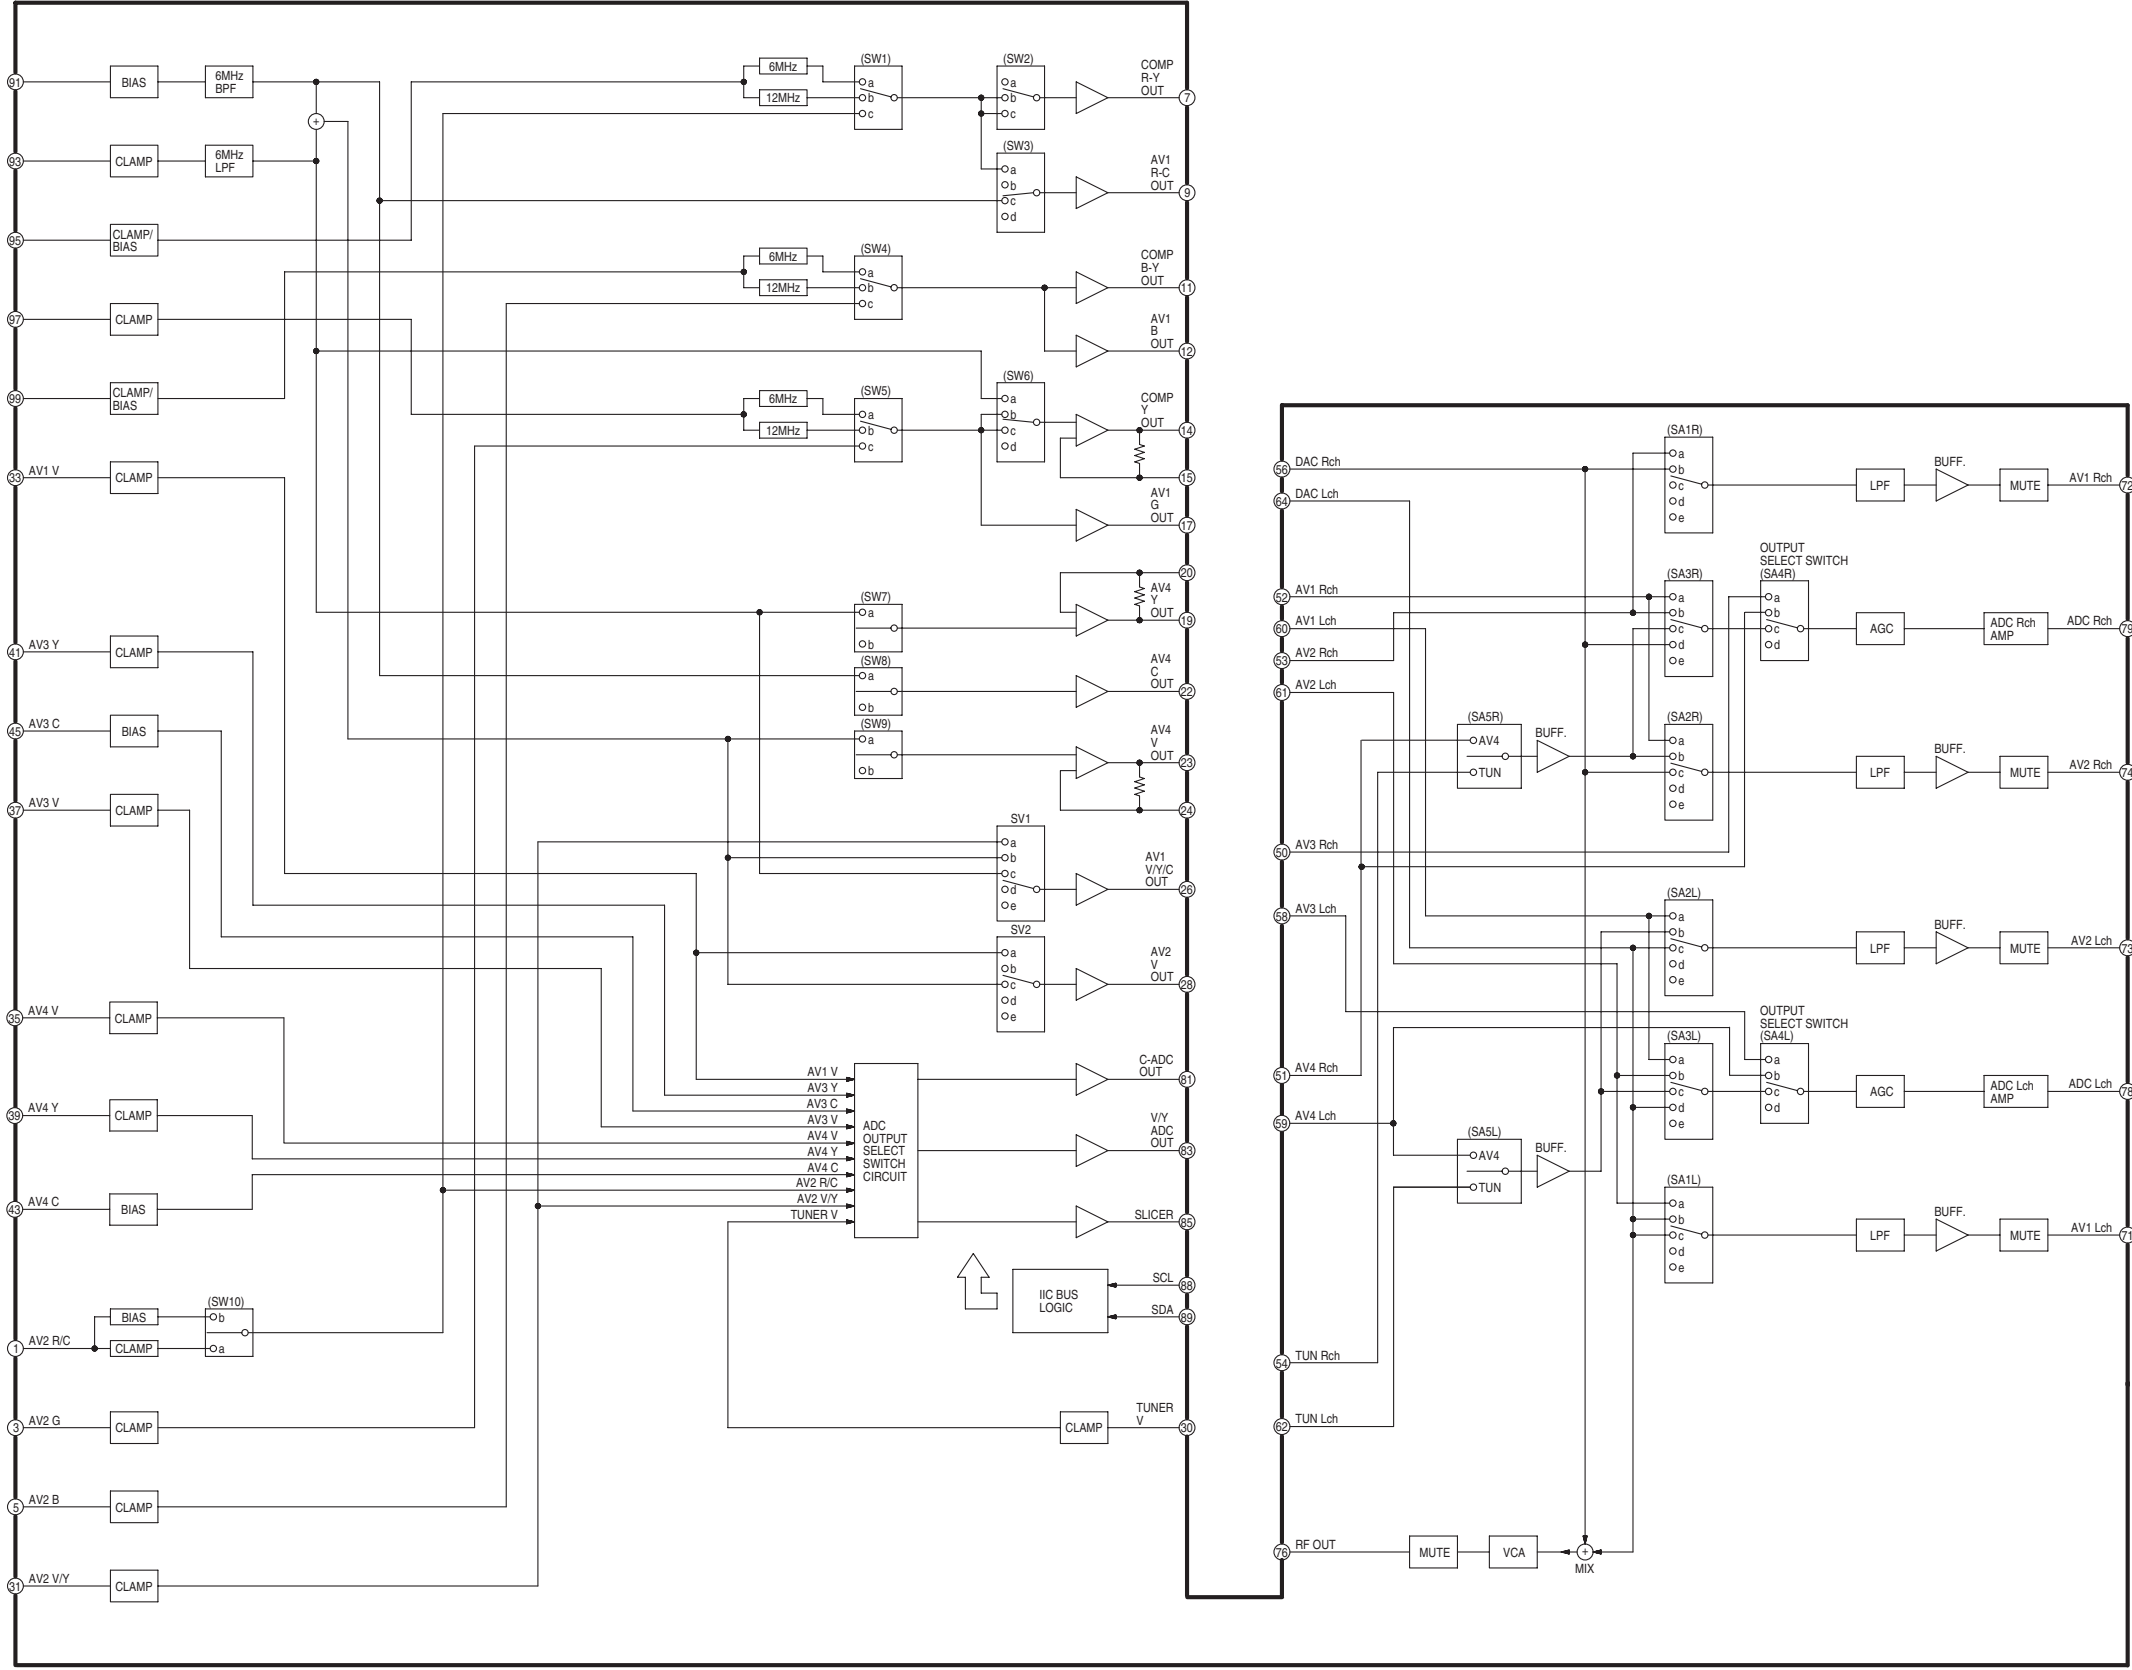 91
BIAS
6MHz
BPF
+
93
CLAMP
6MHz
LPF
95
CLAMP/
BIAS
97
CLAMP
99
CLAMP/
BIAS
33
AV1 V
CLAMP
41
AV3 Y
CLAMP
45
AV3 C
BIAS
37
AV3 V
CLAMP
35
AV4 V
CLAMP
39
AV4 Y
CLAMP
43
AV4 C
BIAS
1
AV2 R/C
BIAS
CLAMP
(SW10)
b
a
3
AV2 G
CLAMP
5
AV2 B
CLAMP
31
AV2 V/Y
CLAMP
6MHz
12MHz
(SW1)
a
b
c
(SW2)
a
b
c
COMP
R-Y
OUT
7
(SW3)
a
b
c
d
AV1
R-C
OUT
9
6MHz
12MHz
(SW4)
a
b
c
COMP
B-Y
OUT
11
AV1
B
OUT
12
6MHz
12MHz
(SW5)
a
b
c
(SW6)
a
b
c
d
COMP
Y
OUT
14
15
AV1
G
OUT
17
20
(SW7)
a
b
AV4
Y
OUT
19
(SW8)
a
b
AV4
C
OUT
22
(SW9)
a
b
AV4
V
OUT
23
24
SV1
a
b
c
d
e
AV1
V/Y/C
OUT
26
SV2
a
b
c
d
e
AV2
V
OUT
28
AV1 V
AV3 Y
AV3 C
AV3 V
AV4 V
AV4 Y
AV4 C
AV2 R/C
AV2 V/Y
TUNER V
ADC
OUTPUT
SELECT
SWITCH
CIRCUIT
C-ADC
OUT
81
V/Y
ADC
OUT
83
SLICER
85
IIC BUS
LOGIC
SCL
88
SDA
89
CLAMP
TUNER
V
30
56
DAC Rch
64
DAC Lch
52
AV1 Rch
60
AV1 Lch
53
AV2 Rch
61
AV2 Lch
50
AV3 Rch
58
AV3 Lch
51
AV4 Rch
59
AV4 Lch
54
TUN Rch
62
TUN Lch
76
RF OUT
MUTE
VCA
+
MIX
(SA1R)
a
b
c
d
e
LPF
BUFF.
MUTE
AV1 Rch
72
(SA3R)
a
b
c
d
e
OUTPUT
SELECT SWITCH
(SA4R)
a
b
c
d
AGC
ADC Rch
AMP
ADC Rch
79
(SA5R)
AV4
TUN
BUFF.
(SA2R)
a
b
c
d
e
LPF
BUFF.
MUTE
AV2 Rch
74
(SA2L)
a
b
c
d
e
LPF
BUFF.
MUTE
AV2 Lch
73
(SA3L)
a
b
c
d
e
OUTPUT
SELECT SWITCH
(SA4L)
a
b
c
d
AGC
ADC Lch
AMP
ADC Lch
78
(SA5L)
AV4
TUN
BUFF.
(SA1L)
a
b
c
d
e
LPF
BUFF.
MUTE
AV1 Lch
71